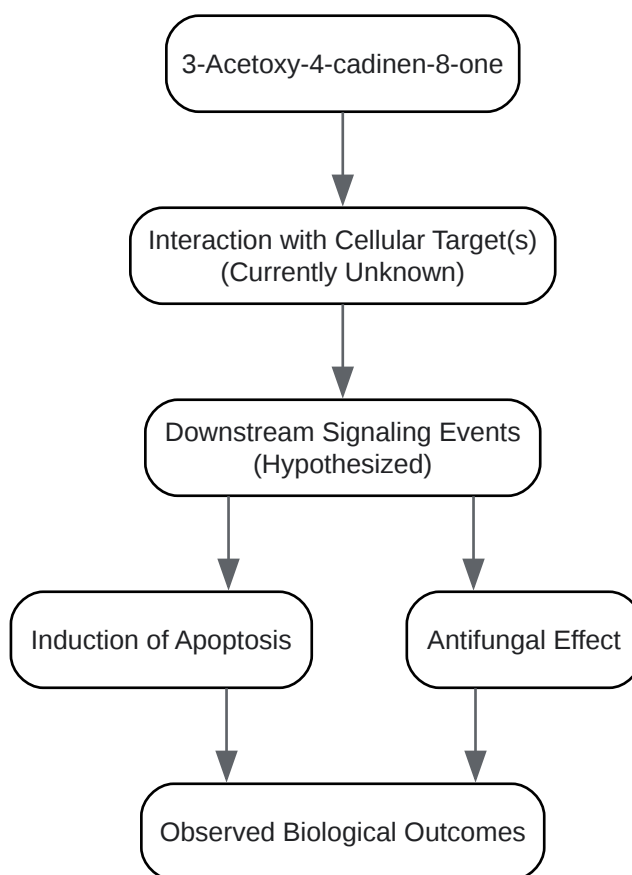 3-Acetoxy-4-cadinen-8-one
Interaction with Cellular Target(s)
(Currently Unknown)
Downstream Signaling Events
(Hypothesized)
Induction of Apoptosis
Antifungal Effect
Observed Biological Outcomes